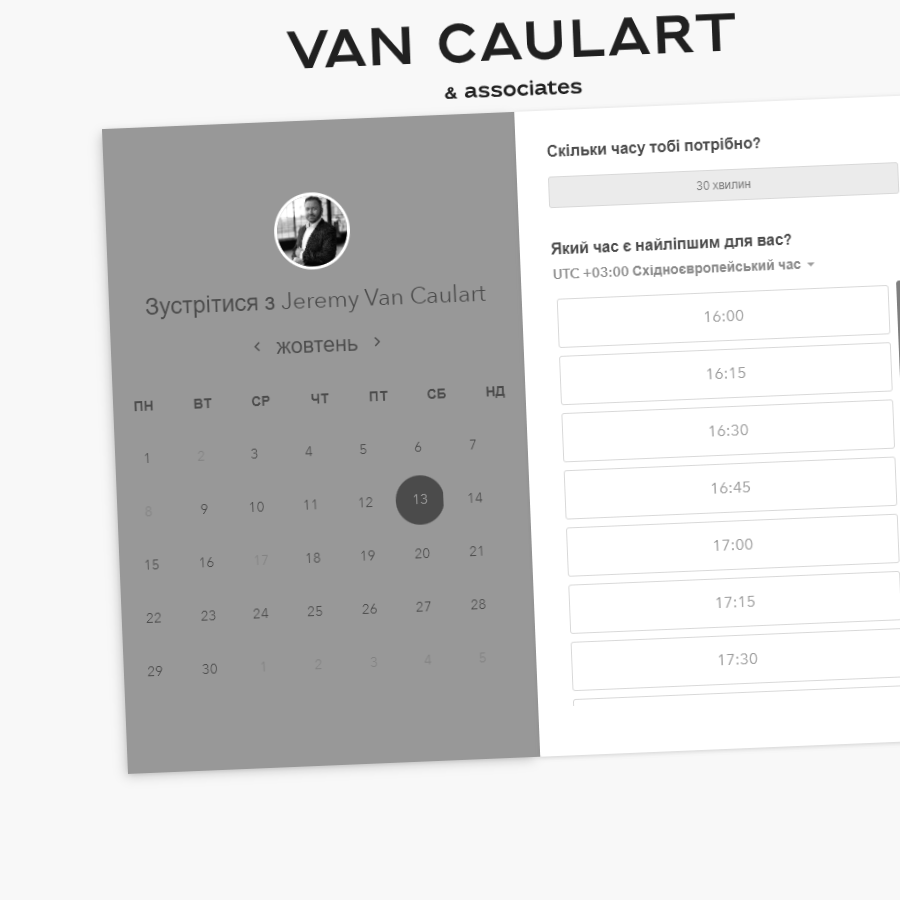 VAN CAULART
& associates
Зустрітися з Jeremy Van Caulart
жовтень
ПН ВТ СР ЧТ ПТ СБ НД
1 2 3 4 5 6 7
8 9 10 11 12 13 14
15 16 17 18 19 20 21
22 23 24 25 26 27 28
29 30 1 2 3 4 5
Скільки часу тобі потрібно?
30 хвилин
Який час є найліпшим для вас?
UTC +03:00 Східноєвропейський час
16:00
16:15
16:30
16:45
17:00
17:15
17:30